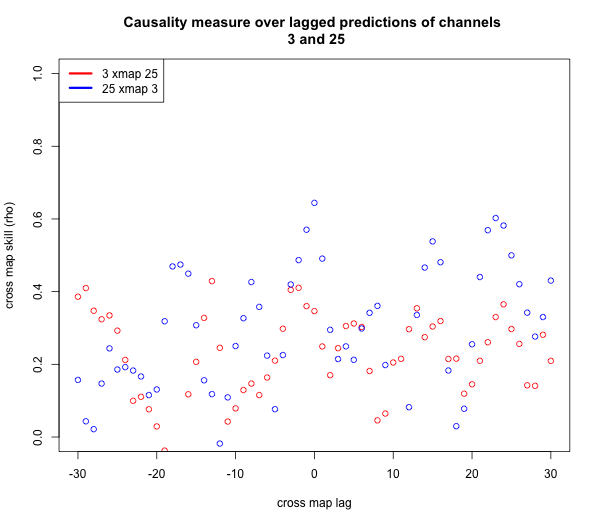 Causality measure over lagged predictions of channels
3 and 25
3 xmap 25
25 xmap 3
cross map skill (rho)
1.0
0.8
0.6
0.4
0.2
0.0
-30
-20
-10
0
10
20
30
cross map lag